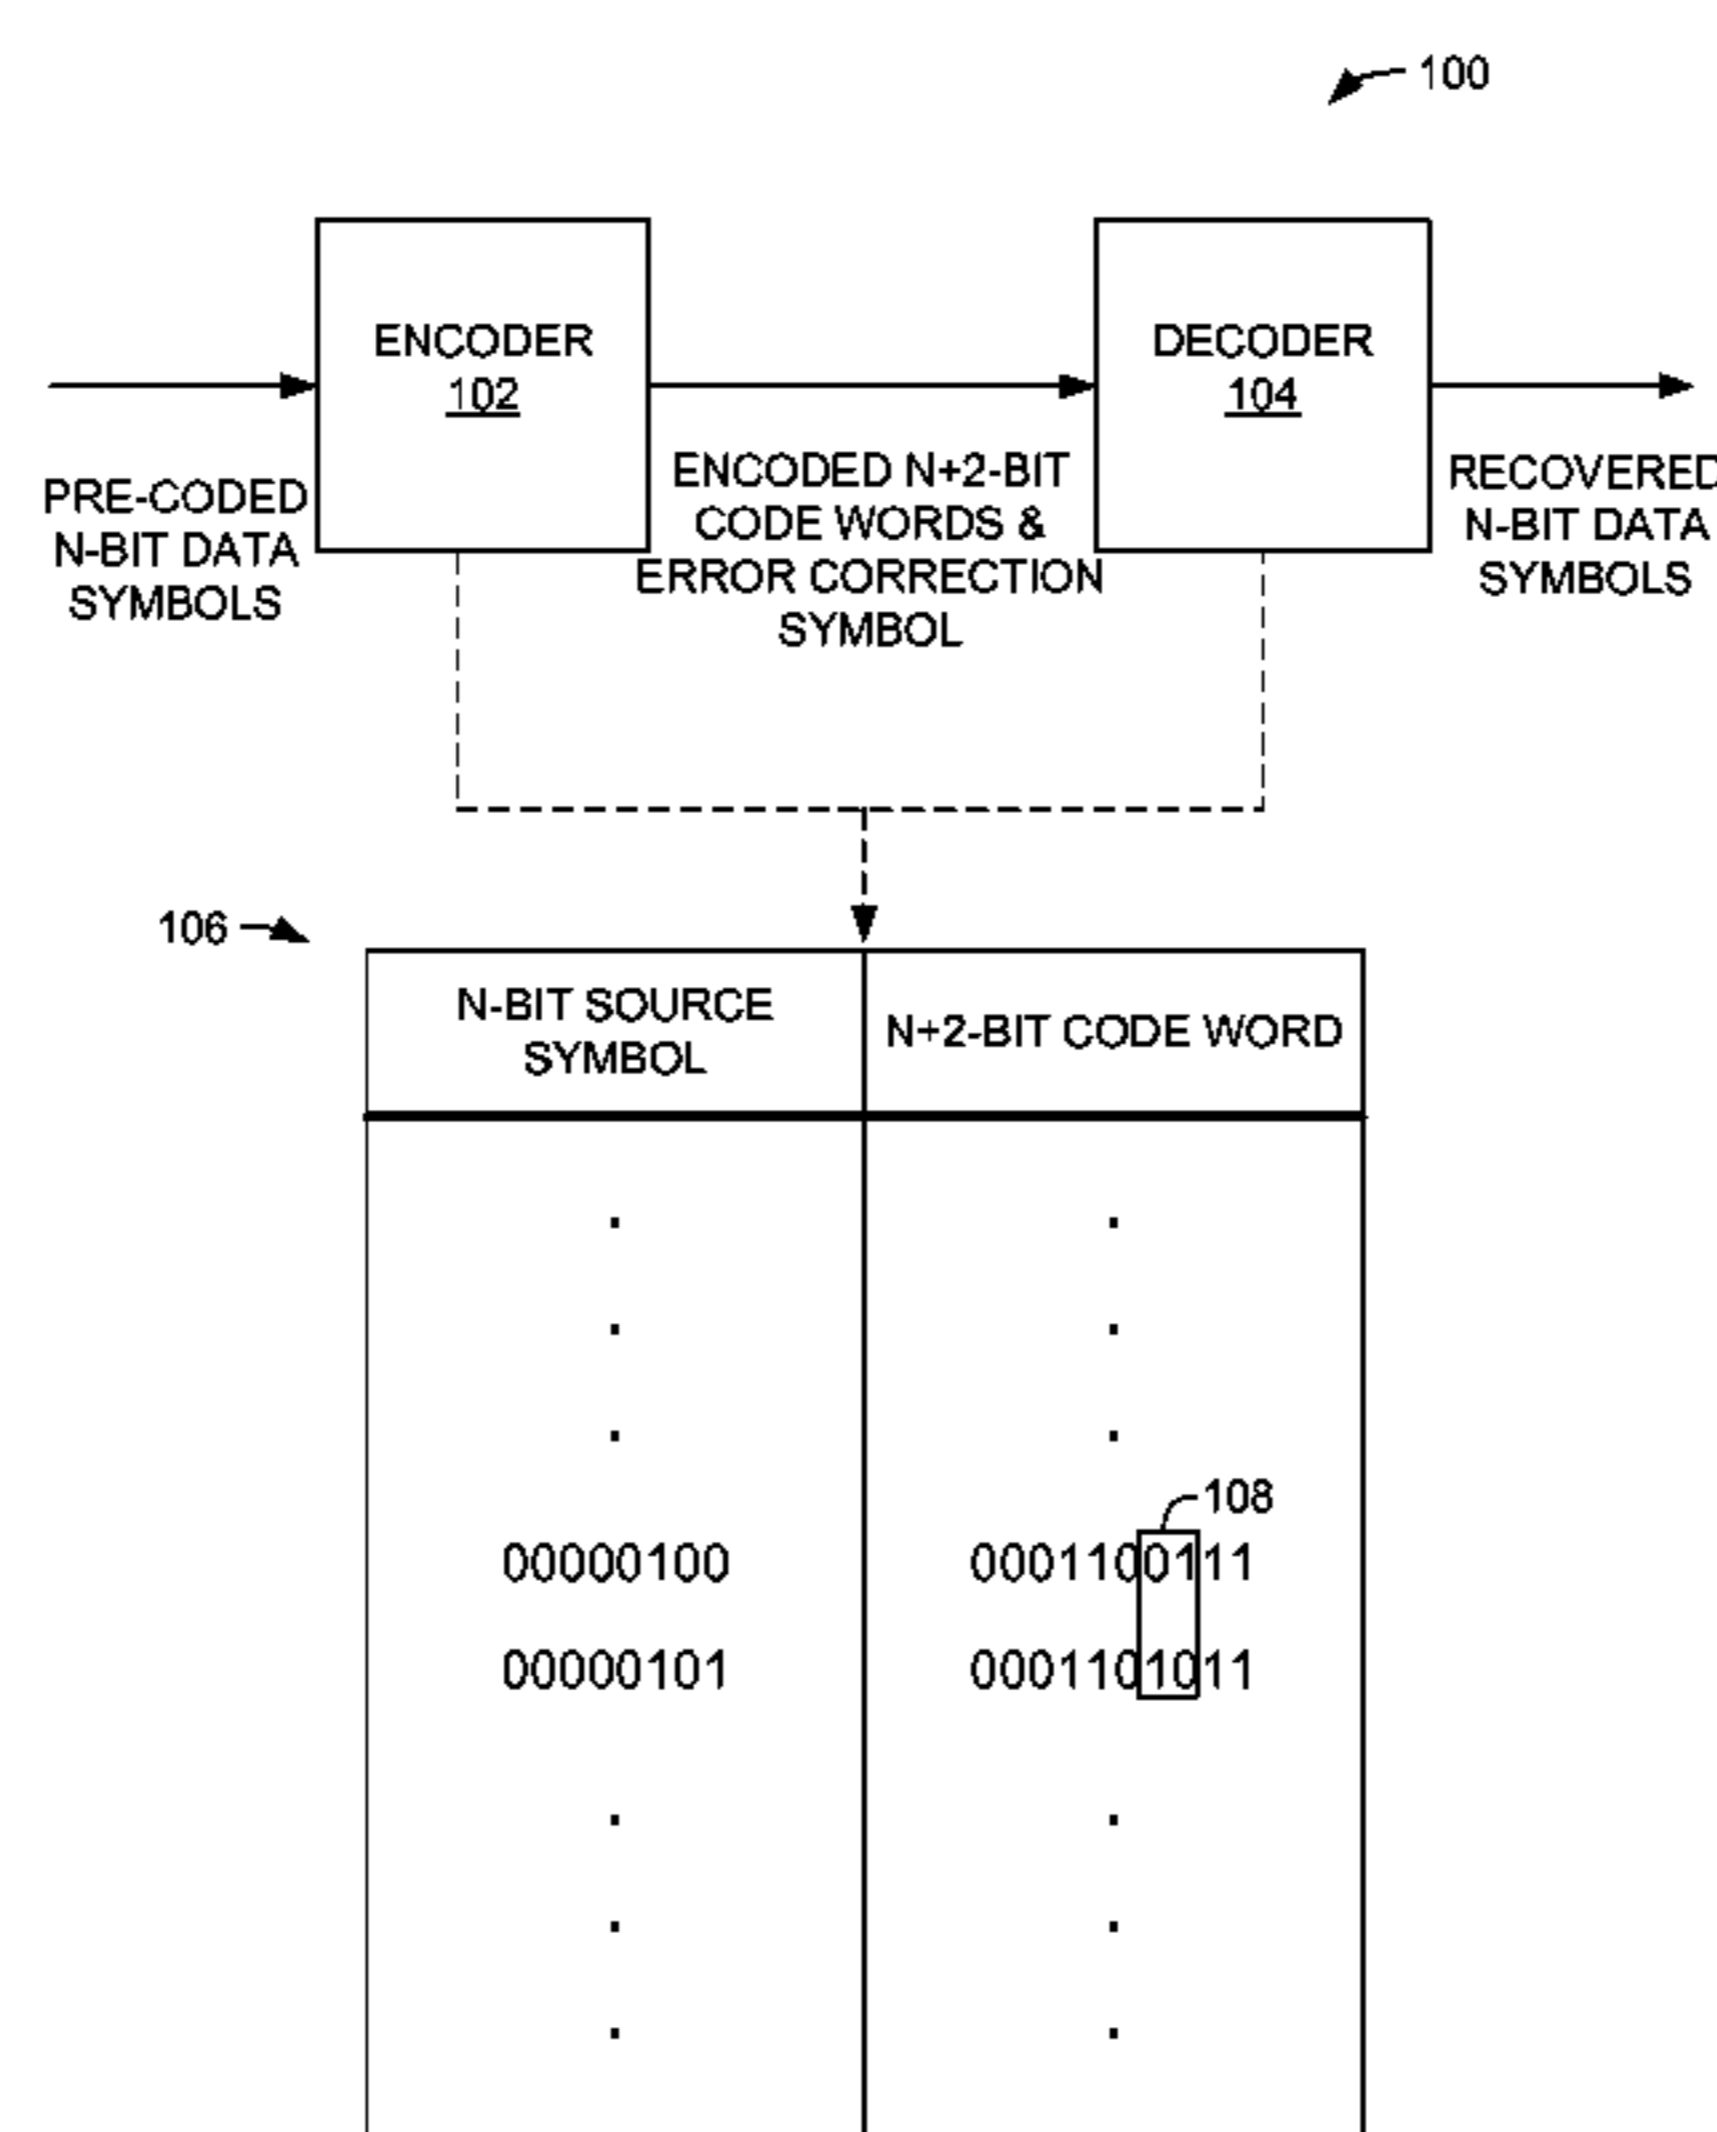 100
ENCODER
102
DECODER
104
PRE-CODED
N-BIT DATA
SYMBOLS
ENCODED N+2-BIT
CODE WORDS &
ERROR CORRECTION
SYMBOL
RECOVERED
N-BIT DATA
SYMBOLS
106
N-BIT SOURCE
SYMBOL
N+2-BIT CODE WORD
108
00000100 0001100111
00000101 0001101011